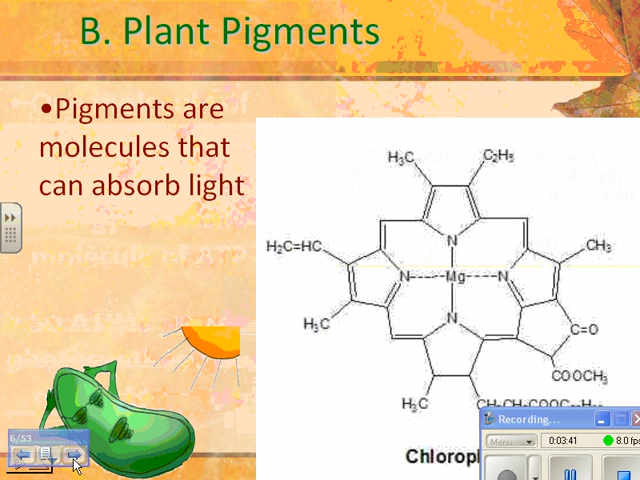 B. Plant Pigments
•Pigments are
molecules that
can absorb light
H₃C
C₂H₅
H₂C=HC
CH₃
N
N
Mg
N
N
H₃C
C=O
COOCH₃
H₃C
Chlorop
6/53
Recording...
Menu
0:03:41
8.0 fps